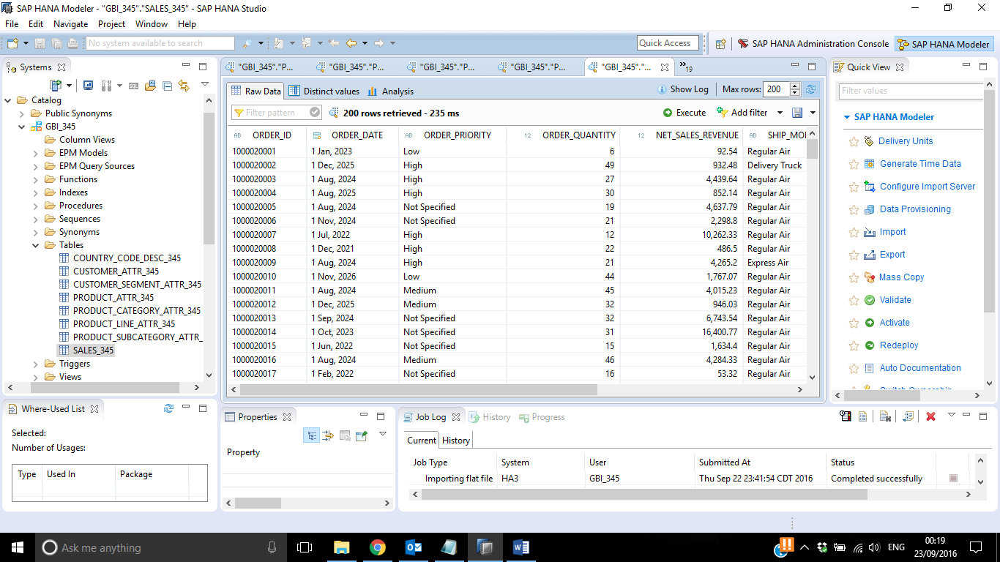 SAP HANA Modeler - "GBI_345"."SALES_345" - SAP HANA Studio
File Edit Navigate Project Window Help
No system available to search
Quick Access
SAP HANA Administration Console
SAP HANA Modeler
Systems
SQL
Catalog
Public Synonyms
GBI_345
Column Views
EPM Models
EPM Query Sources
Functions
Indexes
Procedures
Sequences
Synonyms
Tables
COUNTRY_CODE_DESC_345
CUSTOMER_ATTR_345
CUSTOMER_SEGMENT_ATTR_345
PRODUCT_ATTR_345
PRODUCT_CATEGORY_ATTR_345
PRODUCT_LINE_ATTR_345
PRODUCT_SUBCATEGORY_ATTR_
SALES_345
Triggers
Views
"GBI_345"."P... "GBI_345"."P... "GBI_345"."P... "GBI_345"."P... "GBI_345"."... »19
Raw Data Distinct values Analysis Show Log Max rows: 200
Filter pattern 200 rows retrieved - 235 ms Execute Add filter
AB ORDER_ID ORDER_DATE AB ORDER_PRIORITY 12 ORDER_QUANTITY 12 NET_SALES_REVENUE AB SHIP_MO
1000020001 1 Jan, 2023 Low 6 92.54 Regular Air
1000020002 1 Dec, 2025 High 49 932.48 Delivery Truck
1000020003 1 Aug, 2024 High 27 4,439.64 Regular Air
1000020004 1 Aug, 2025 High 30 852.14 Regular Air
1000020005 1 Aug, 2024 Not Specified 19 4,637.79 Regular Air
1000020006 1 Nov, 2024 Not Specified 21 2,298.8 Regular Air
1000020007 1 Jul, 2022 High 12 10,262.33 Regular Air
1000020008 1 Dec, 2021 High 22 486.5 Regular Air
1000020009 1 Aug, 2024 High 21 4,265.2 Express Air
1000020010 1 Nov, 2026 Low 44 1,767.07 Regular Air
1000020011 1 Aug, 2024 Medium 45 4,015.23 Regular Air
1000020012 1 Dec, 2025 Medium 32 946.03 Regular Air
1000020013 1 Sep, 2024 Not Specified 32 6,743.54 Regular Air
1000020014 1 Oct, 2023 Not Specified 31 16,400.77 Regular Air
1000020015 1 Jun, 2022 Not Specified 15 1,634.4 Regular Air
1000020016 1 Aug, 2024 Medium 46 4,284.33 Regular Air
1000020017 1 Feb, 2022 Not Specified 16 53.32 Regular Air
Quick View
Filter values
SAP HANA Modeler
Delivery Units
Generate Time Data
Configure Import Server
Data Provisioning
Import
Export
Mass Copy
Validate
Activate
Redeploy
Auto Documentation
Switch Ownership
Where-Used List
Selected:
Number of Usages:
Type Used In Package
Properties
Property
Job Log History Progress
Current History
Job Type System User Submitted At Status
Importing flat file HA3 GBI_345 Thu Sep 22 23:41:54 CDT 2016 Completed successfully
Ask me anything
ENG
00:19
23/09/2016